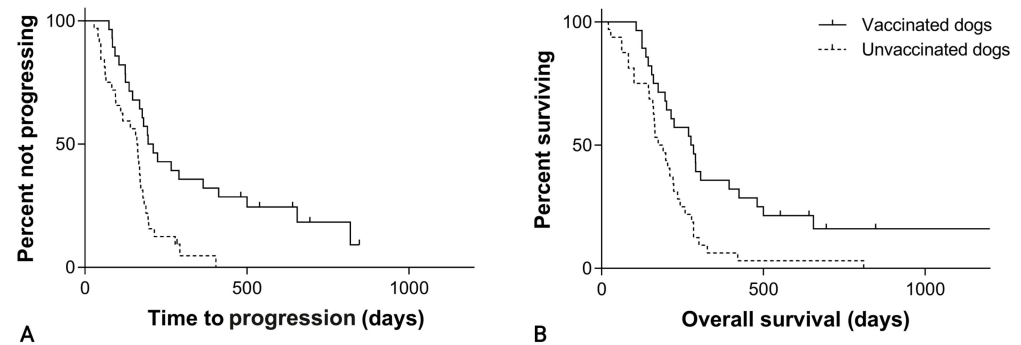 Percent not progressing
100
50
0
0 500 1000
Time to progression (days)
A
Percent surviving
100
50
0
0 500 1000
Overall survival (days)
B
Vaccinated dogs
Unvaccinated dogs